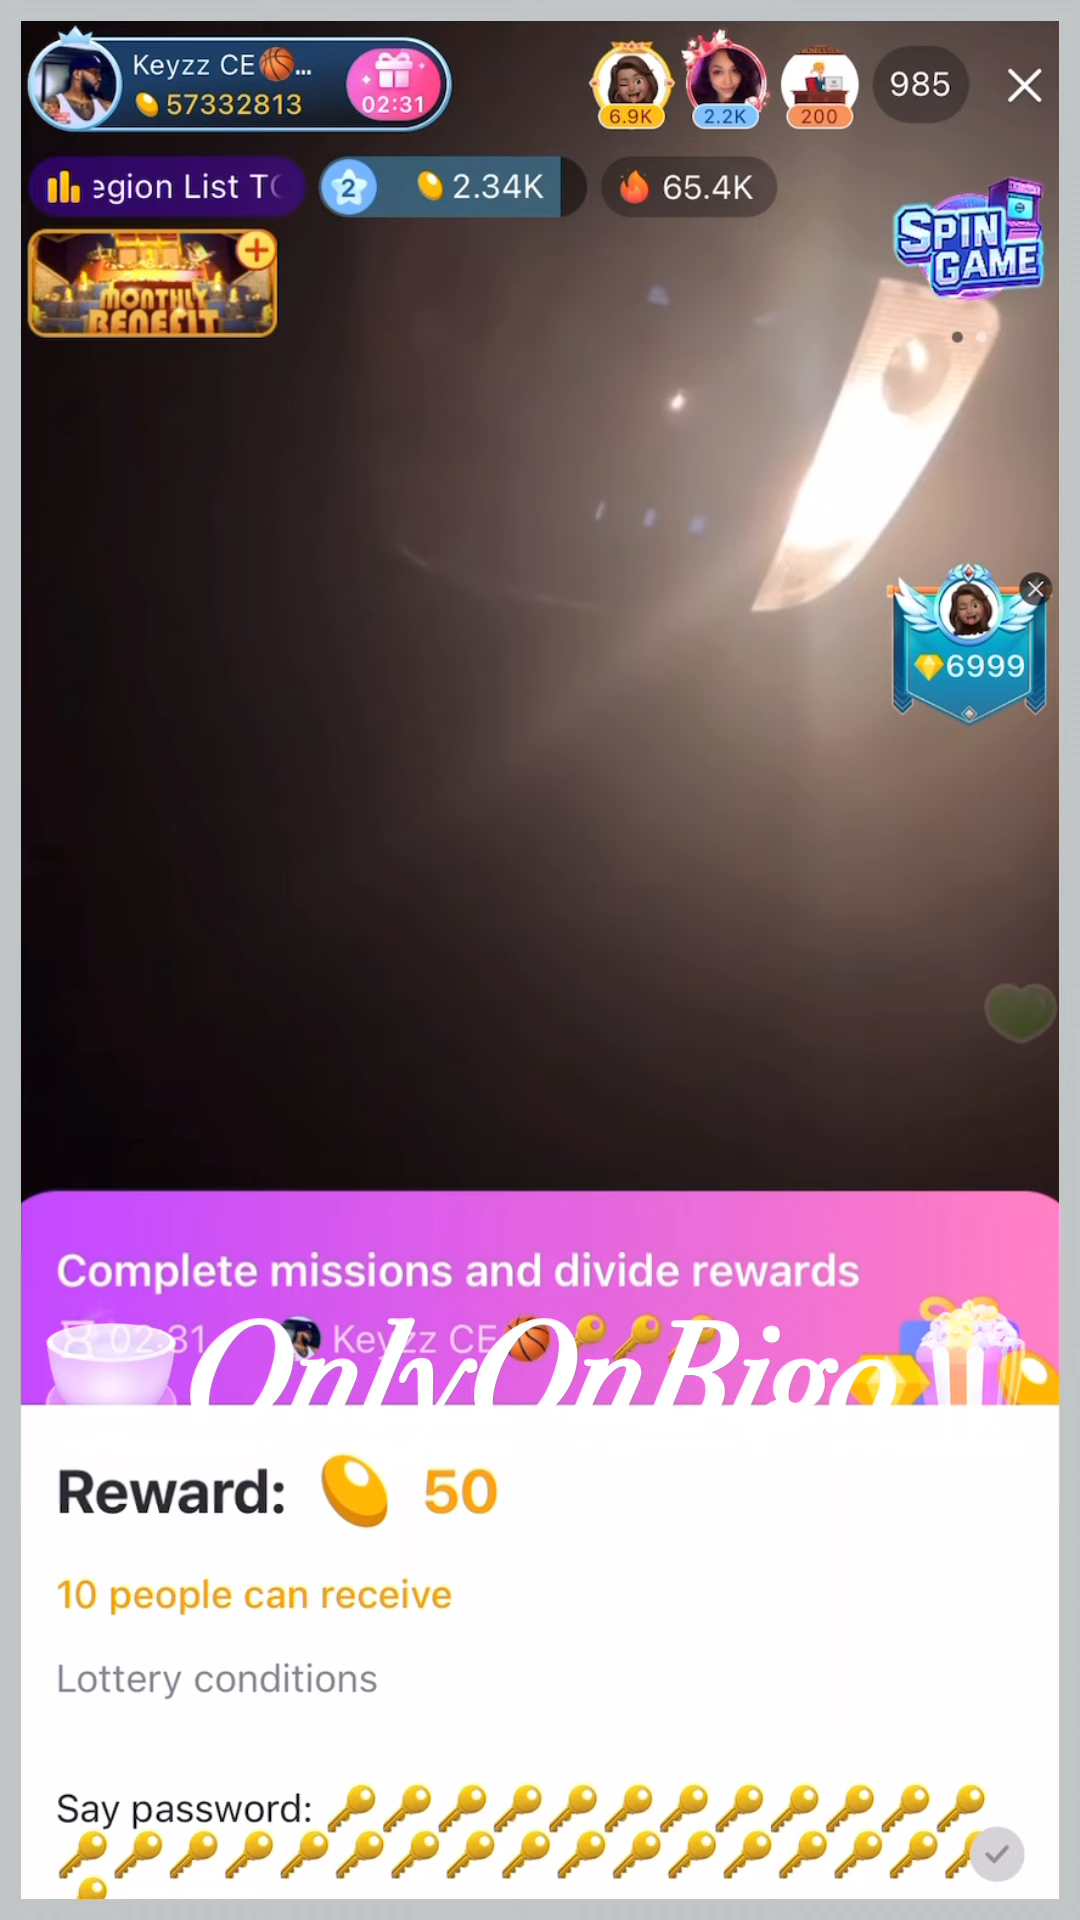 Keyzz CE🏀...
57332813
02:31
6.9K
2.2K
200
985
egion List TO
2
2.34K
65.4K
MONTHLY
BENEFIT
SPIN
GAME
6999
Complete missions and divide rewards
02:31
Keyzz CE🏀🔑🔑🔑
OnlyOnBigo
Reward: 50
10 people can receive
Lottery conditions
Say password: 🔑🔑🔑🔑🔑🔑🔑🔑🔑🔑🔑🔑
🔑🔑🔑🔑🔑🔑🔑🔑🔑🔑🔑🔑🔑🔑🔑🔑🔑
🔑